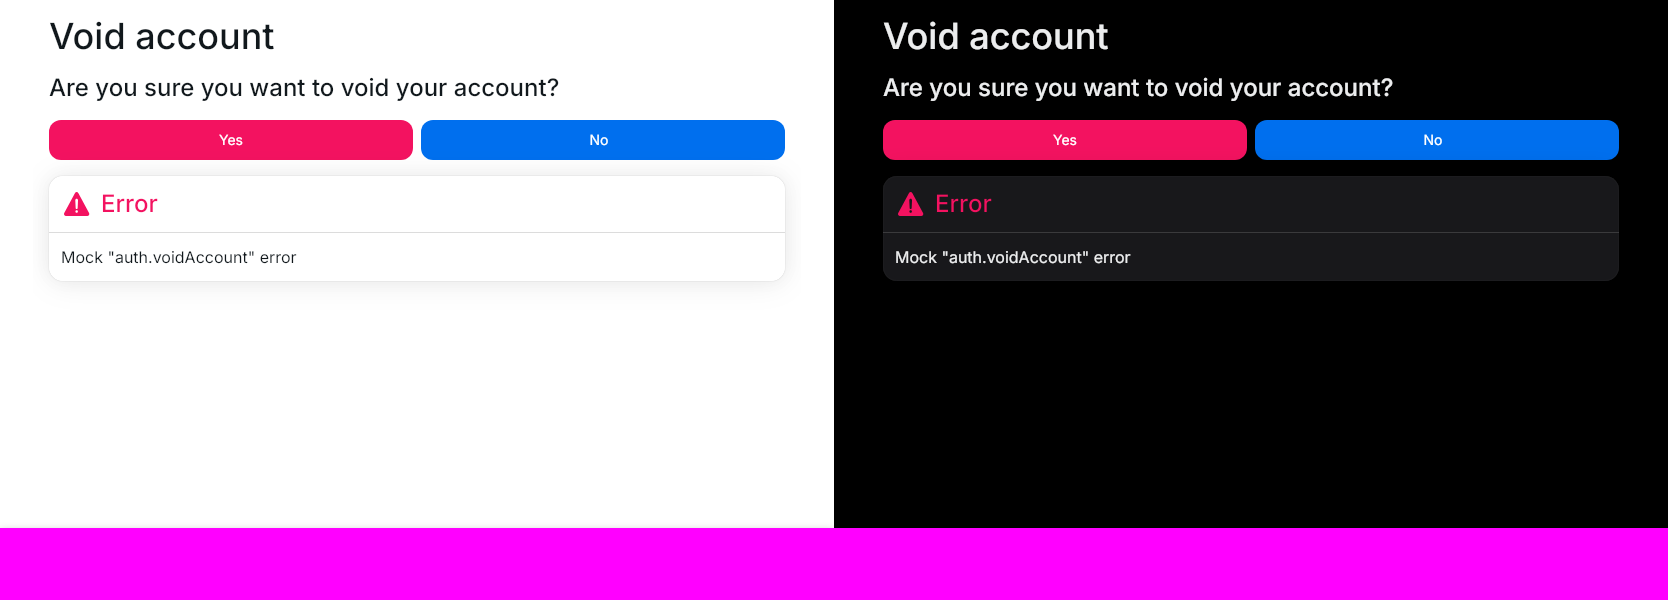 Void account
Are you sure you want to void your account?
Yes
No
Error
Mock "auth.voidAccount" error
Void account
Are you sure you want to void your account?
Yes
No
Error
Mock "auth.voidAccount" error